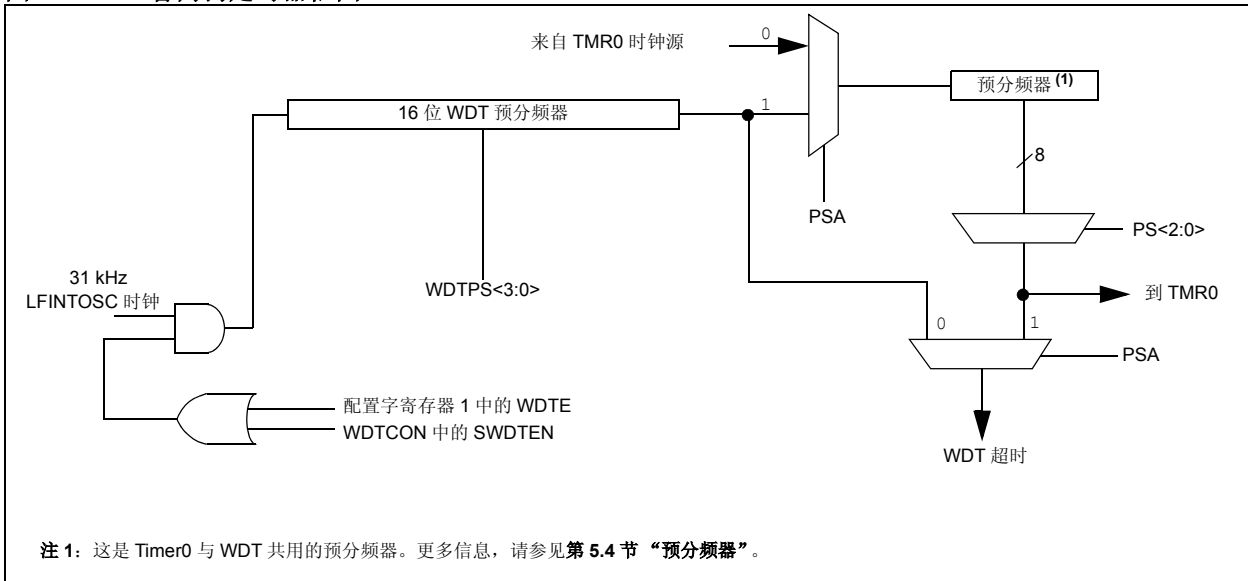 来自 TMR0 时钟源
0
预分频器 (1)
16 位 WDT 预分频器
1
8
PSA
PS<2:0>
31 kHz
LFINTOSC 时钟
WDTPS<3:0>
到 TMR0
0
1
PSA
配置字寄存器 1 中的 WDTE
WDTCON 中的 SWDTEN
WDT 超时
注 1：这是 Timer0 与 WDT 共用的预分频器。更多信息，请参见第 5.4 节 “预分频器”。